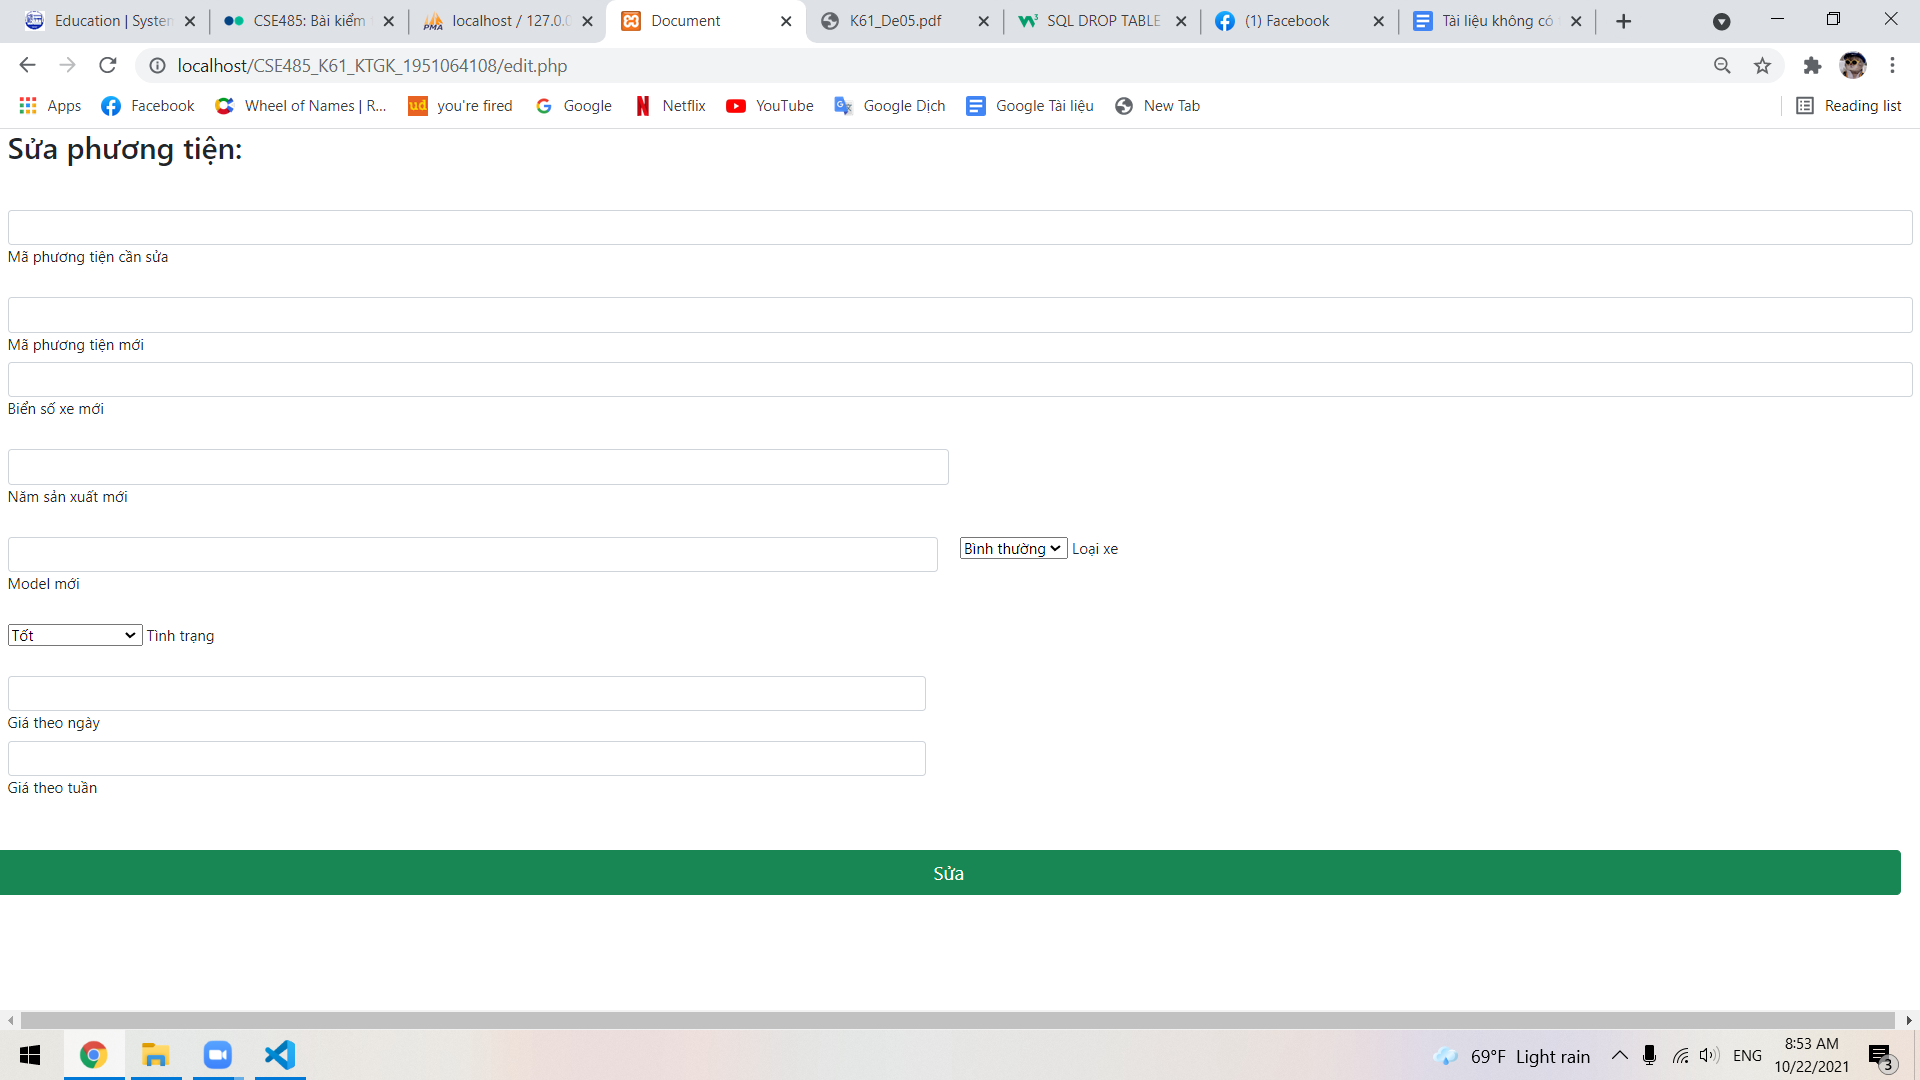 Education | System
CSE485: Bài kiểm
localhost / 127.0.0
Document
K61_De05.pdf
SQL DROP TABLE
(1) Facebook
Tài liệu không có
localhost/CSE485_K61_KTGK_1951064108/edit.php
Apps
Facebook
Wheel of Names | R...
you're fired
Google
Netflix
YouTube
Google Dịch
Google Tài liệu
New Tab
Reading list
Sửa phương tiện:
Mã phương tiện cần sửa
Mã phương tiện mới
Biển số xe mới
Năm sản xuất mới
Bình thường Loại xe
Model mới
Tốt Tình trạng
Giá theo ngày
Giá theo tuần
Sửa
69°F Light rain
ENG
8:53 AM
10/22/2021
3